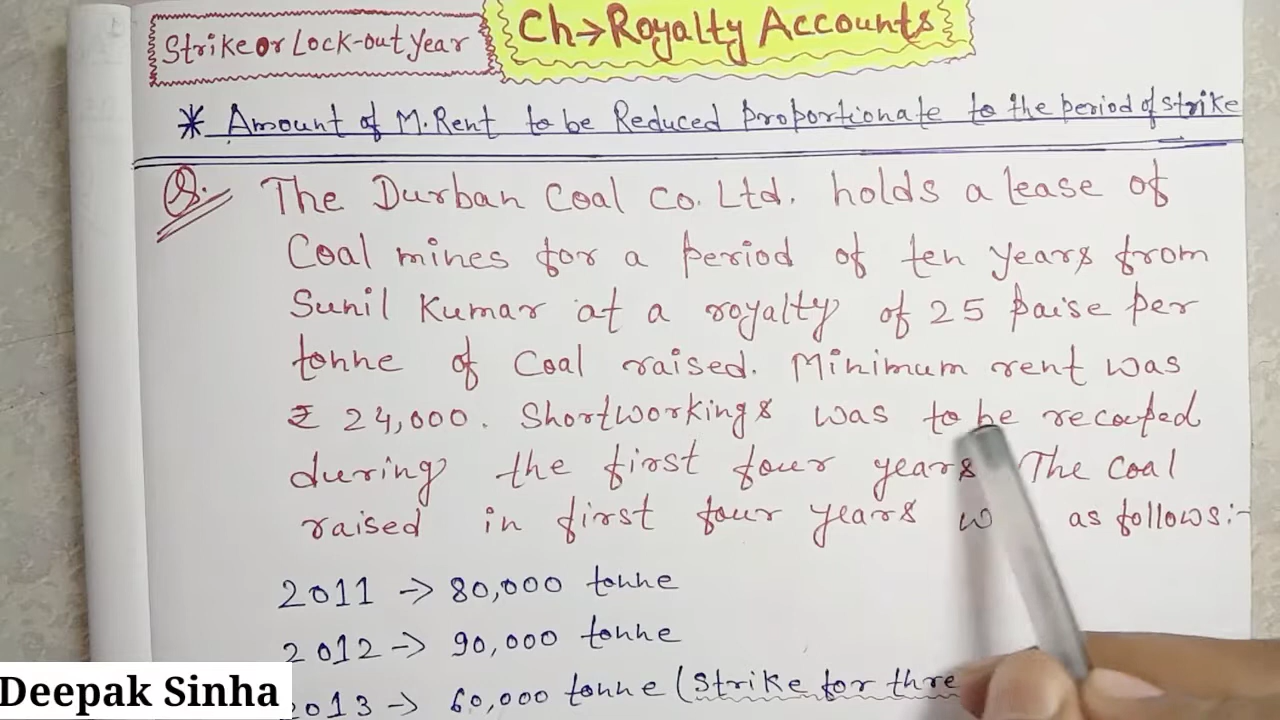 Strike or Lock-out Year
Ch→Royalty Accounts
* Amount of M.Rent to be Reduced proportionate to the period of strike
Q. The Durban Coal Co. Ltd. holds a lease of
Coal mines for a period of ten years from
Sunil Kumar at a royalty of 25 paise per
tonne of Coal raised. Minimum rent was
₹ 24,000. Shortworkings was to be recouped
during the first four years The Coal
raised in first four years as follows:-
2011 → 80,000 tonne
2012 → 90,000 tonne
2013 → 60,000 tonne (Strike for
Deepak Sinha